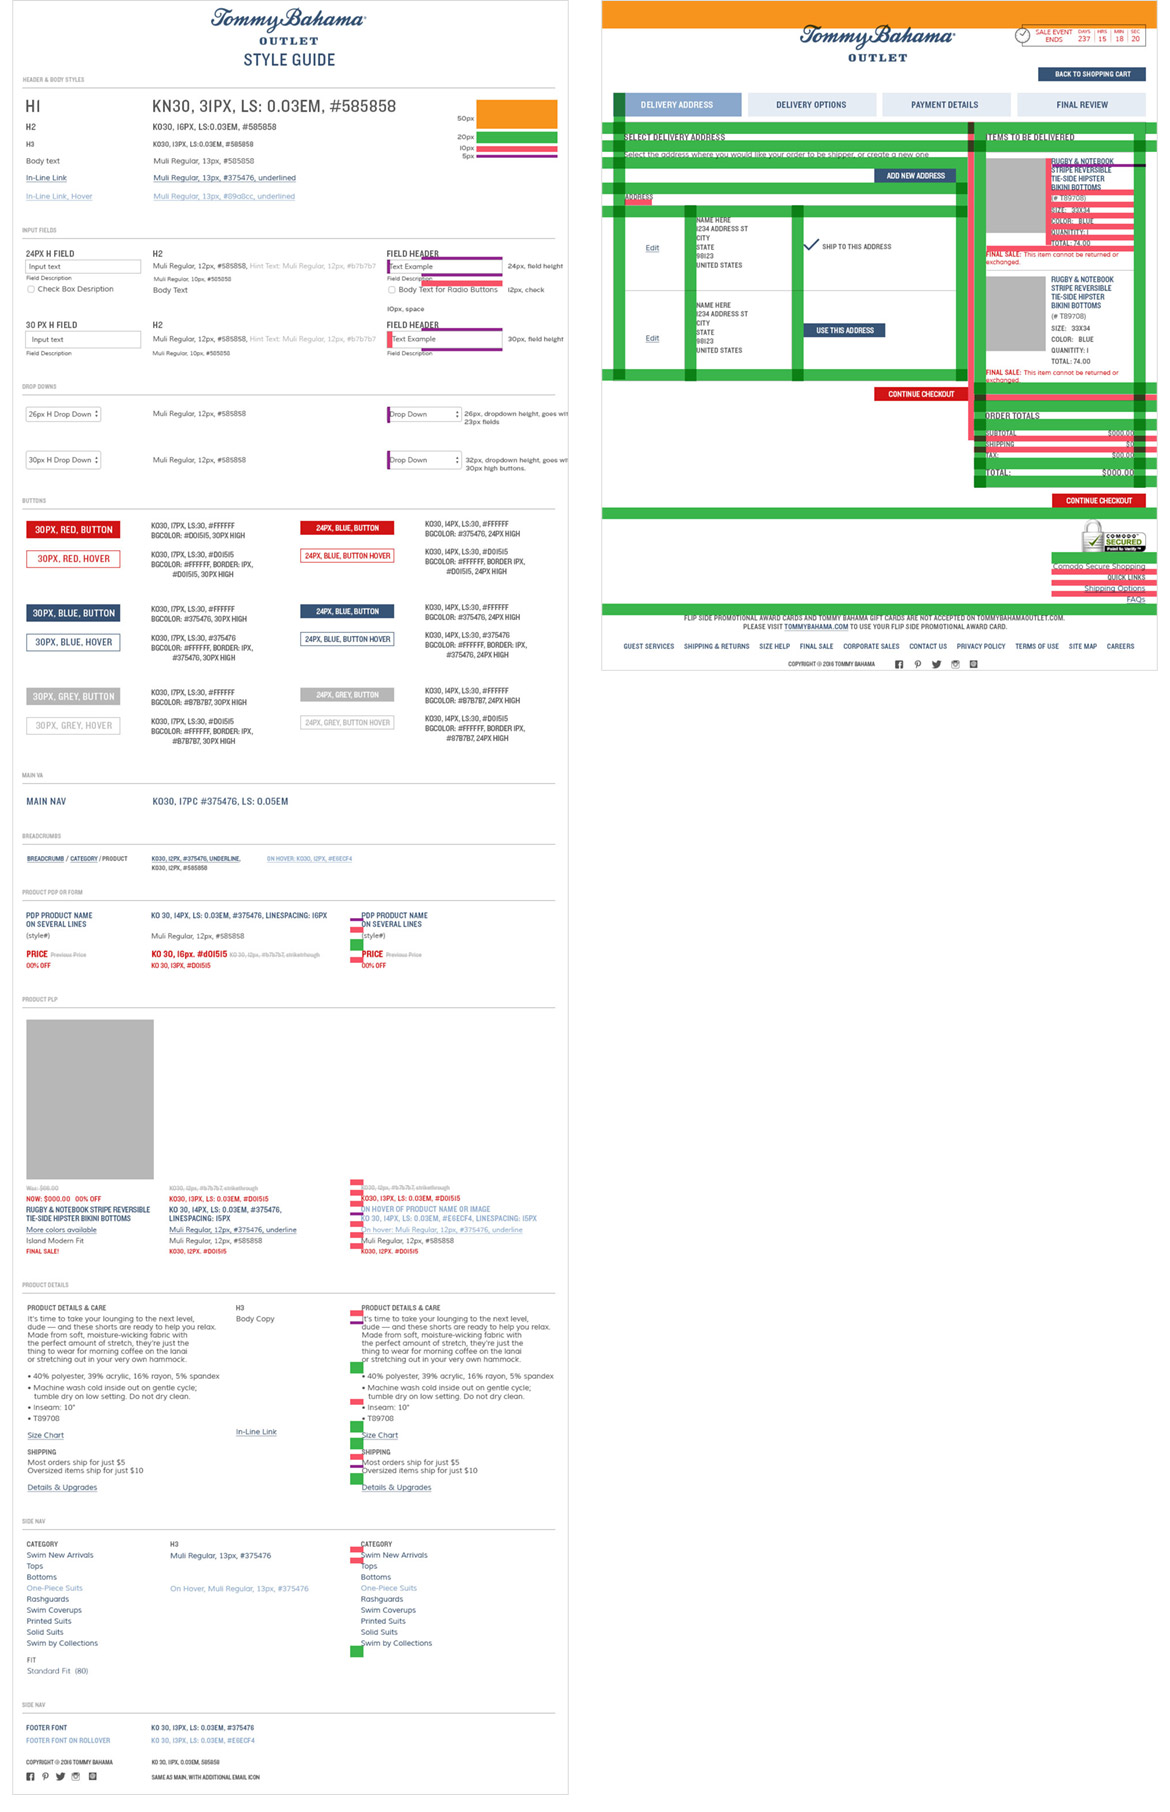 Tommy Bahama
OUTLET
STYLE GUIDE
HEADER & BODY STYLES
H1 KN30, 31PX, LS: 0.03EM, #585858
H2 KO30, 16PX, LS:0.03EM, #585858
H3 KO30, 13PX, LS:0.03EM, #585858
Body text Muli Regular, 13px, #585858
In-Line Link Muli Regular, 13px, #375476, underlined
In-Line Link, Hover Muli Regular, 13px, #89a8cc, underlined
50px
20px
10px
5px
INPUT FIELDS
24PX H FIELD H2 FIELD HEADER
Input text Muli Regular, 12px, #585858, Hint Text: Muli Regular, 12px, #b7b7b7 Text Example 24px, field height
Field Description Muli Regular, 10px, #585858 Field Description
Check Box Desription Body Text Body Text for Radio Buttons 12px, check
10px, space
30 PX H FIELD H2 FIELD HEADER
Input text Muli Regular, 12px, #585858, Hint Text: Muli Regular, 12px, #b7b7b7 Text Example 30px, field height
Field Description Muli Regular, 10px, #585858 Field Description
DROP DOWNS
26px H Drop Down Muli Regular, 12px, #585858 Drop Down 26px, dropdown height, goes wit
23px fields
30px H Drop Down Muli Regular, 12px, #585858 Drop Down 32px, dropdown height, goes wi
30px high buttons.
BUTTONS
30PX, RED, BUTTON KO30, 17PX, LS:30, #FFFFFF 24PX, BLUE, BUTTON KO30, 14PX, LS:30, #FFFFFF
BGCOLOR: #D01515, 30PX HIGH BGCOLOR: #375476, 24PX HIGH
30PX, RED, HOVER KO30, 17PX, LS:30, #D01515 24PX, BLUE, BUTTON HOVER KO30, 14PX, LS:30, #D01515
BGCOLOR: #FFFFFF, BORDER: 1PX, BGCOLOR: #FFFFFF, BORDER 1PX,
#D01515, 30PX HIGH #D01515, 24PX HIGH
30PX, BLUE, BUTTON KO30, 17PX, LS:30, #FFFFFF 24PX, BLUE, BUTTON KO30, 14PX, LS:30, #FFFFFF
BGCOLOR: #375476, 30PX HIGH BGCOLOR: #375476, 24PX HIGH
30PX, BLUE, HOVER KO30, 17PX, LS:30, #375476 24PX, BLUE, BUTTON HOVER KO30, 14PX, LS:30, #375476
BGCOLOR: #FFFFFF, BORDER: 1PX, BGCOLOR: #FFFFFF, BORDER 1PX,
#375476, 30PX HIGH #375476, 24PX HIGH
30PX, GREY, BUTTON KO30, 17PX, LS:30, #FFFFFF 24PX, GREY, BUTTON KO30, 14PX, LS:30, #FFFFFF
BGCOLOR: #B7B7B7, 30PX HIGH BGCOLOR: #B7B7B7, 24PX HIGH
30PX, GREY, HOVER KO30, 17PX, LS:30, #D01515 24PX, GREY, BUTTON HOVER KO30, 14PX, LS:30, #D01515
BGCOLOR: #FFFFFF, BORDER: 1PX, BGCOLOR: #FFFFFF, BORDER 1PX,
#B7B7B7, 30PX HIGH #97B7B7, 24PX HIGH
MAIN VA
MAIN NAV KO30, 17PC #375476, LS: 0.05EM
BREADCRUMBS
BREADCRUMB / CATEGORY / PRODUCT KO30, 12PX, #375476, UNDERLINE, ON HOVER: KO30, 12PX, #E6ECF4
KO30, 12PX, #585858
PRODUCT PDP OR FORM
PDP PRODUCT NAME KO 30, 14PX, LS: 0.03EM, #375476, LINESPACING: 16PX PDP PRODUCT NAME
ON SEVERAL LINES ON SEVERAL LINES
(style#) Muli Regular, 12px, #585858 (style#)
PRICE Previous Price KO 30, 16px. #d01515 KO 30, 12px, #b7b7b7, strikethrough PRICE Previous Price
00% OFF KO 30, 13PX, #D01515 00% OFF
PRODUCT PLP
Was: $86.00 KO30, 12px, #b7b7b7, strikethrough KO30, 12px, #b7b7b7, strikethrough
NOW: $000.00 00% OFF KO30, 13PX, LS: 0.03EM, #D01515 KO30, 13PX, LS: 0.03EM, #D01515
RUGBY & NOTEBOOK STRIPE REVERSIBLE KO 30, 14PX, LS: 0.03EM, #375476, ON HOVER OF PRODUCT NAME OR IMAGE
TIE-SIDE HIPSTER BIKINI BOTTOMS LINESPACING: 15PX KO 30, 14PX, LS: 0.03EM, #E6ECF4, LINESPACING: 15PX
More colors available Muli Regular, 12px, #375476, underline On hover: Muli Regular, 12px, #375476, underline
Island Modern Fit Muli Regular, 12px, #585858 Muli Regular, 12px, #585858
FINAL SALE! KO30, 12PX. #D01515 KO30, 12PX. #D01515
PRODUCT DETAILS
PRODUCT DETAILS & CARE H3 PRODUCT DETAILS & CARE
It's time to take your lounging to the next level, Body Copy It's time to take your lounging to the next level,
dude — and these shorts are ready to help you relax. dude — and these shorts are ready to help you relax.
Made from soft, moisture-wicking fabric with Made from soft, moisture-wicking fabric with
the perfect amount of stretch, they're just the the perfect amount of stretch, they're just the
thing to wear for morning coffee on the lanai thing to wear for morning coffee on the lanai
or stretching out in your very own hammock. or stretching out in your very own hammock.
• 40% polyester, 39% acrylic, 16% rayon, 5% spandex • 40% polyester, 39% acrylic, 16% rayon, 5% spandex
• Machine wash cold inside out on gentle cycle; • Machine wash cold inside out on gentle cycle;
tumble dry on low setting. Do not dry clean. tumble dry on low setting. Do not dry clean.
• Inseam: 10" • Inseam: 10"
• T89708 • T89708
Size Chart In-Line Link Size Chart
SHIPPING SHIPPING
Most orders ship for just $5 Most orders ship for just $5
Oversized items ship for just $10 Oversized items ship for just $10
Details & Upgrades Details & Upgrades
SIDE NAV
CATEGORY H3 CATEGORY
Swim New Arrivals Muli Regular, 13px, #375476 Swim New Arrivals
Tops Tops
Bottoms Bottoms
One-Piece Suits On Hover, Muli Regular, 13px, #375476 One-Piece Suits
Rashguards Rashguards
Swim Coverups Swim Coverups
Printed Suits Printed Suits
Solid Suits Solid Suits
Swim by Collections Swim by Collections
FIT
Standard Fit (80)
SIDE NAV
FOOTER FONT KO 30, 13PX, LS: 0.03EM, #375476
FOOTER FONT ON ROLLOVER KO 30, 13PX, LS: 0.03EM, #E6ECF4
COPYRIGHT © 2016 TOMMY BAHAMA KO 30, 11PX, 0.03EM, 585858
SAME AS MAIN, WITH ADDITIONAL EMAIL ICON
Tommy Bahama
OUTLET
SALE EVENT ENDS DAYS HRS MIN SEC
237 15 18 20
BACK TO SHOPPING CART
DELIVERY ADDRESS DELIVERY OPTIONS PAYMENT DETAILS FINAL REVIEW
SELECT DELIVERY ADDRESS
Select the address where you would like your order to be shipper, or create a new one
ADD NEW ADDRESS
ADDRESS
NAME HERE
1234 ADDRESS ST
CITY
Edit STATE SHIP TO THIS ADDRESS
98123
UNITED STATES
NAME HERE
1234 ADDRESS ST
CITY
STATE USE THIS ADDRESS
Edit 98123
UNITED STATES
CONTINUE CHECKOUT
ITEMS TO BE DELIVERED
RUGBY & NOTEBOOK
STRIPE REVERSIBLE
TIE-SIDE HIPSTER
BIKINI BOTTOMS
(# T89708)
SIZE: 33X34
COLOR: BLUE
QUANTITY: 1
TOTAL: 74.00
FINAL SALE: This item cannot be returned or
exchanged.
RUGBY & NOTEBOOK
STRIPE REVERSIBLE
TIE-SIDE HIPSTER
BIKINI BOTTOMS
(# T89708)
SIZE: 33X34
COLOR: BLUE
QUANTITY: 1
TOTAL: 74.00
FINAL SALE: This item cannot be returned or
exchanged.
ORDER TOTALS
SUBTOTAL $000.00
SHIPPING $0
TAX: $00.00
TOTAL: $000.00
CONTINUE CHECKOUT
COMODO
SECURED
Point to Verify
Comodo Secure Shopping
QUICK LINKS
Shipping Options
FAQs
FLIP SIDE PROMOTIONAL AWARD CARDS AND TOMMY BAHAMA GIFT CARDS ARE NOT ACCEPTED ON TOMMYBAHAMAOUTLET.COM.
PLEASE VISIT TOMMYBAHAMA.COM TO USE YOUR FLIP SIDE PROMOTIONAL AWARD CARD.
GUEST SERVICES SHIPPING & RETURNS SIZE HELP FINAL SALE CORPORATE SALES CONTACT US PRIVACY POLICY TERMS OF USE SITE MAP CAREERS
COPYRIGHT © 2016 TOMMY BAHAMA